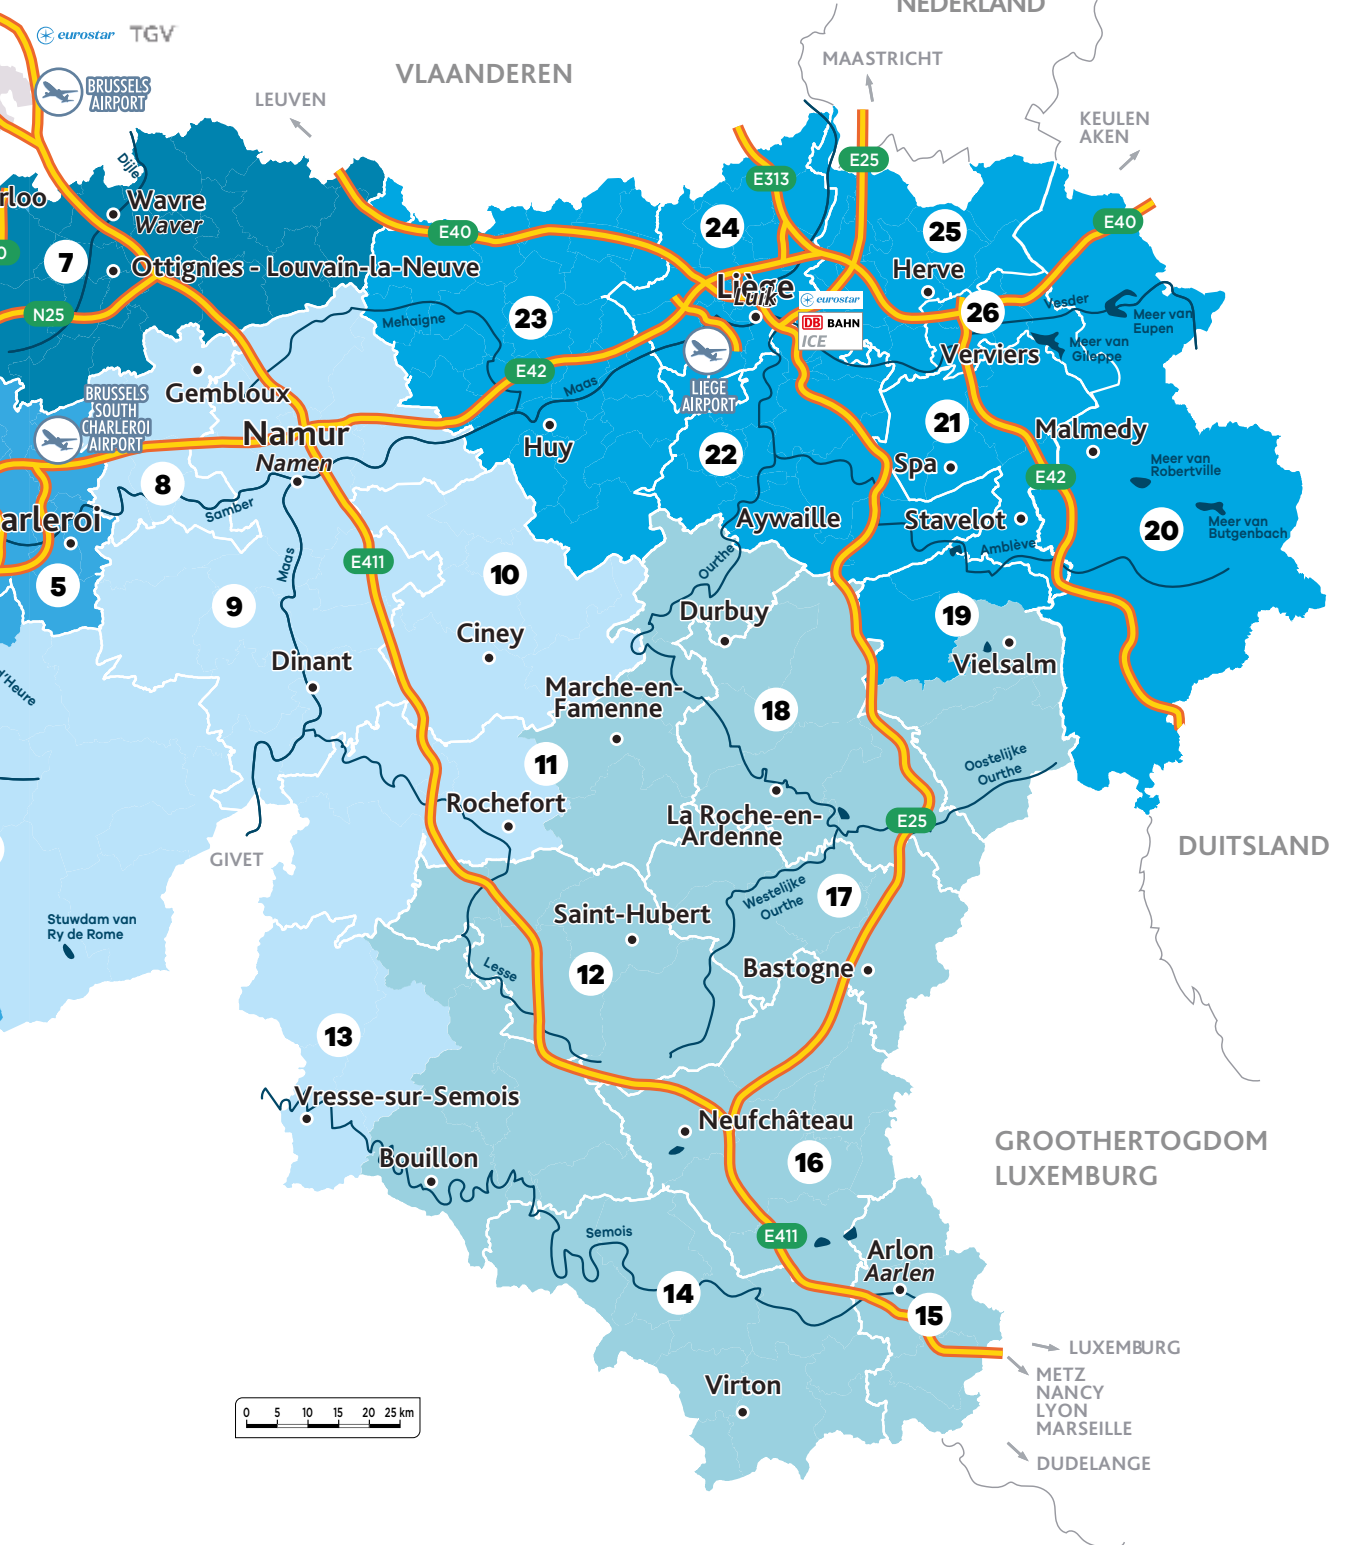 NEDERLAND
eurostar
TGV
VLAANDEREN
MAASTRICHT
BRUSSELS
AIRPORT
LEUVEN
KEULEN
AKEN
Dijle
E25
E313
rloo
Wavre
Waver
E40
E40
24
25
7
Ottignies - Louvain-la-Neuve
Herve
Liège
Luik
eurostar
DB BAHN
ICE
N25
Mehaigne
23
26
Vesder
Meer van
Eupen
Meer van
Gileppe
Verviers
Gembloux
E42
Maas
LIEGE
AIRPORT
BRUSSELS
SOUTH
CHARLEROI
AIRPORT
Namur
Namen
Huy
22
21
Malmedy
Spa
E42
Meer van
Robertville
8
Samber
arleroi
Aywaille
Stavelot
Meer van
Butgenbach
20
Amblève
Maas
E411
Ourthe
10
5
9
Durbuy
19
Ciney
Vielsalm
Dinant
d'Heure
Marche-en-
Famenne
18
Oostelijke
Ourthe
11
Rochefort
La Roche-en-
Ardenne
E25
GIVET
DUITSLAND
Westelijke
Ourthe
17
Stuwdam van
Ry de Rome
Saint-Hubert
Lesse
12
Bastogne
13
Vresse-sur-Semois
Neufchâteau
Bouillon
16
GROOTHERTOGDOM
LUXEMBURG
Semois
E411
Arlon
Aarlen
14
15
LUXEMBURG
METZ
NANCY
LYON
MARSEILLE
Virton
0 5 10 15 20 25 km
DUDELANGE